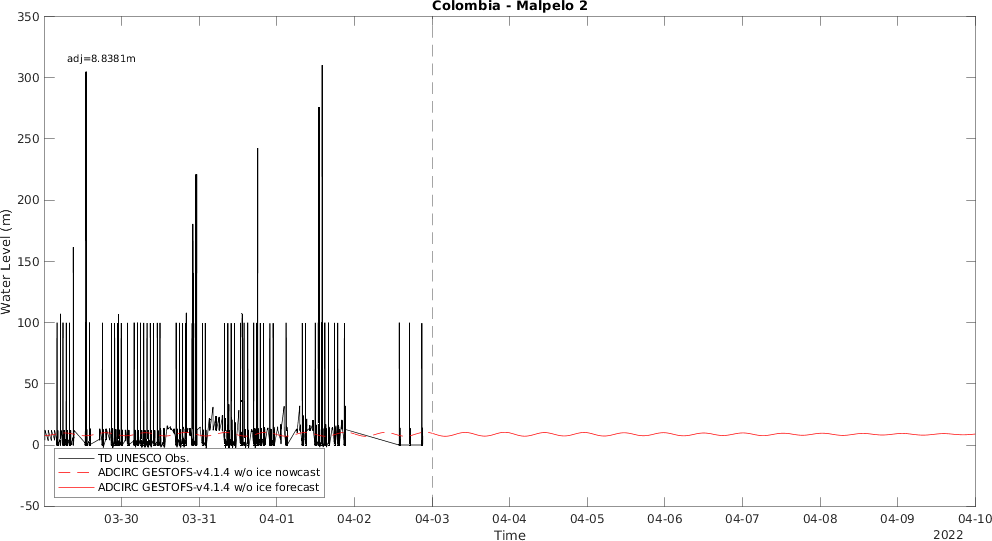 Colombia - Malpelo 2
350
300
250
200
150
100
50
0
-50
Water Level (m)
adj=8.8381m
TD UNESCO Obs.
ADCIRC GESTOFS-v4.1.4 w/o ice nowcast
ADCIRC GESTOFS-v4.1.4 w/o ice forecast
03-30 03-31 04-01 04-02 04-03 04-04 04-05 04-06 04-07 04-08 04-09 04-10
Time
2022